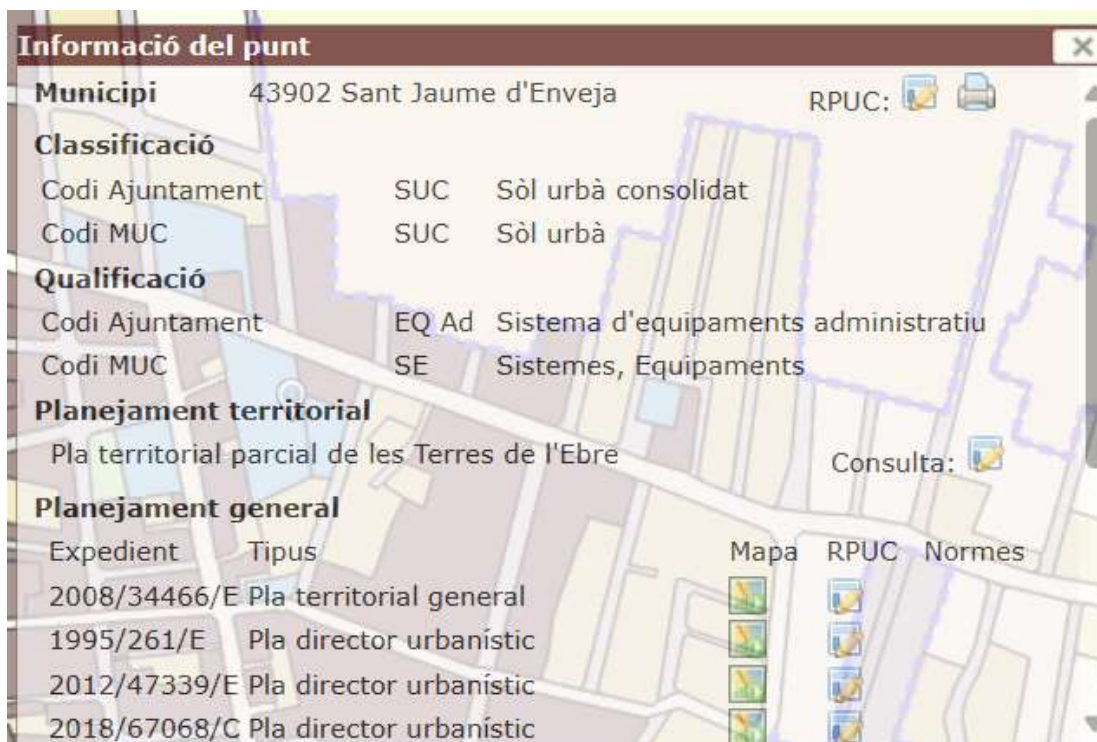 Informació del punt
Municipi 43902 Sant Jaume d'Enveja RPUC:
Classificació
Codi Ajuntament SUC Sòl urbà consolidat
Codi MUC SUC Sòl urbà
Qualificació
Codi Ajuntament EQ Ad Sistema d'equipaments administratiu
Codi MUC SE Sistemes, Equipaments
Planejament territorial
Pla territorial parcial de les Terres de l'Ebre Consulta:
Planejament general
Expedient Tipus Mapa RPUC Normes
2008/34466/E Pla territorial general
1995/261/E Pla director urbanístic
2012/47339/E Pla director urbanístic
2018/67068/C Pla director urbanístic